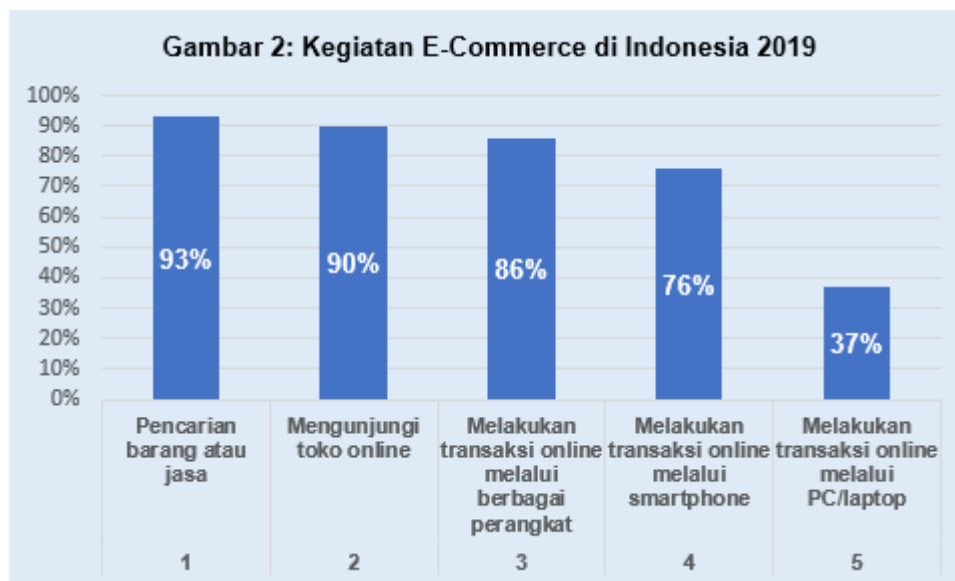 Gambar 2: Kegiatan E-Commerce di Indonesia 2019
100%
90%
80%
70%
60%
50%
40%
30%
20%
10%
0%
93%
90%
86%
76%
37%
Pencarian
barang atau
jasa
Mengunjungi
toko online
Melakukan
transaksi online
melalui
berbagai
perangkat
Melakukan
transaksi online
melalui
smartphone
Melakukan
transaksi online
melalui
PC/laptop
1
2
3
4
5